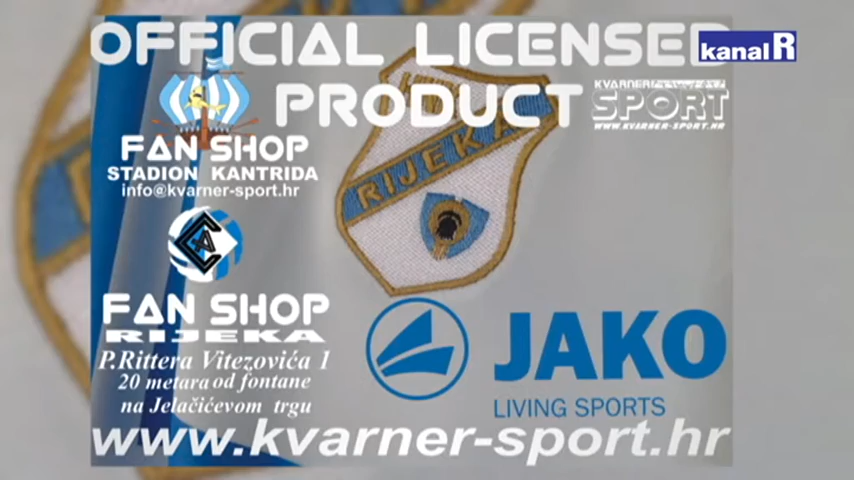 OFFICIAL LICENSED
kanal R
PRODUCT
KVARNER
SPORT
WWW.KVARNER-SPORT.HR
RIJEKA
FAN SHOP
STADION KANTRIDA
info@kvarner-sport.hr
FAN SHOP
RIJEKA
P.Rittera Vitezovića 1
20 metara od fontane
na Jelačićevom trgu
JAKO
LIVING SPORTS
www.kvarner-sport.hr